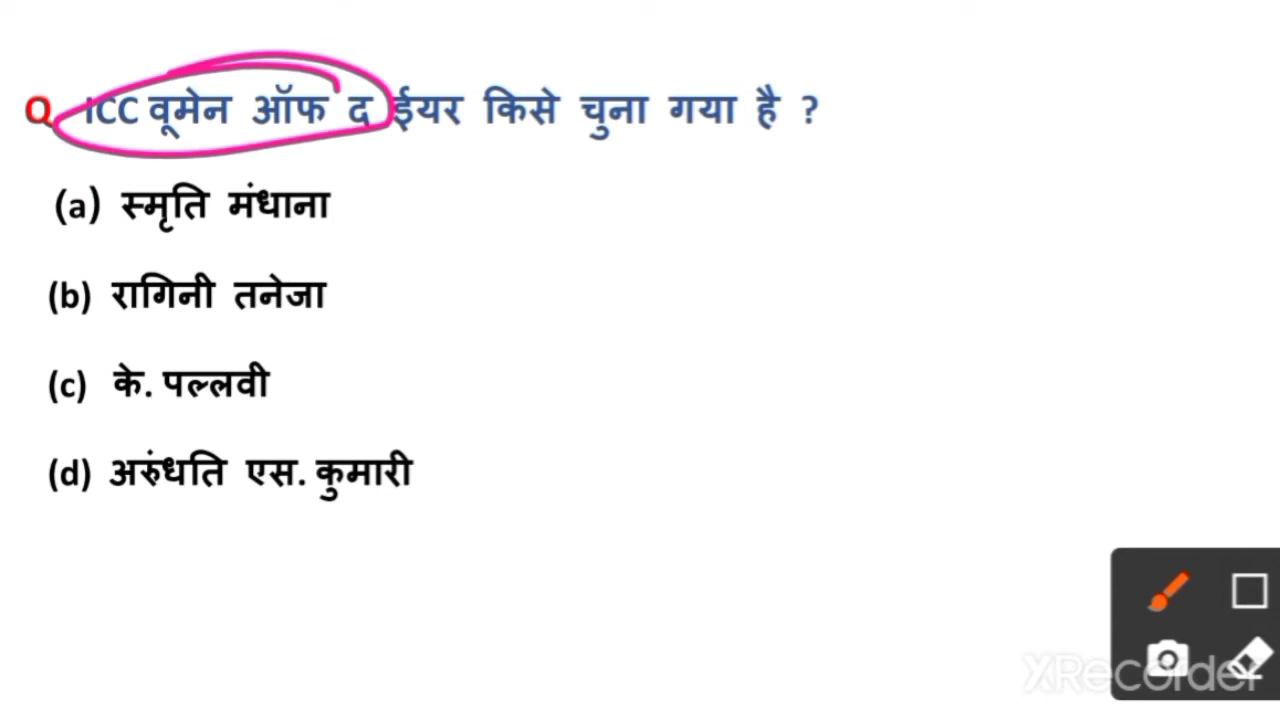 Q. ICC वूमेन ऑफ द ईयर किसे चुना गया है ?
(a) स्मृति मंधाना
(b) रागिनी तनेजा
(c) के. पल्लवी
(d) अरुंधति एस. कुमारी
XRecorder